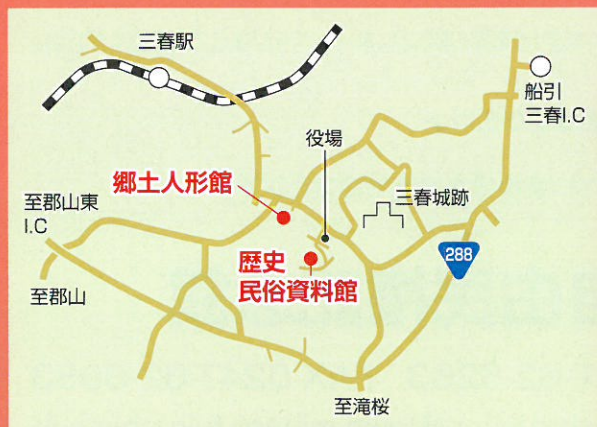 三春駅
船引
三春I.C
役場
郷土人形館
三春城跡
至郡山東
I.C
歴史
民俗資料館
288
至郡山
至滝桜